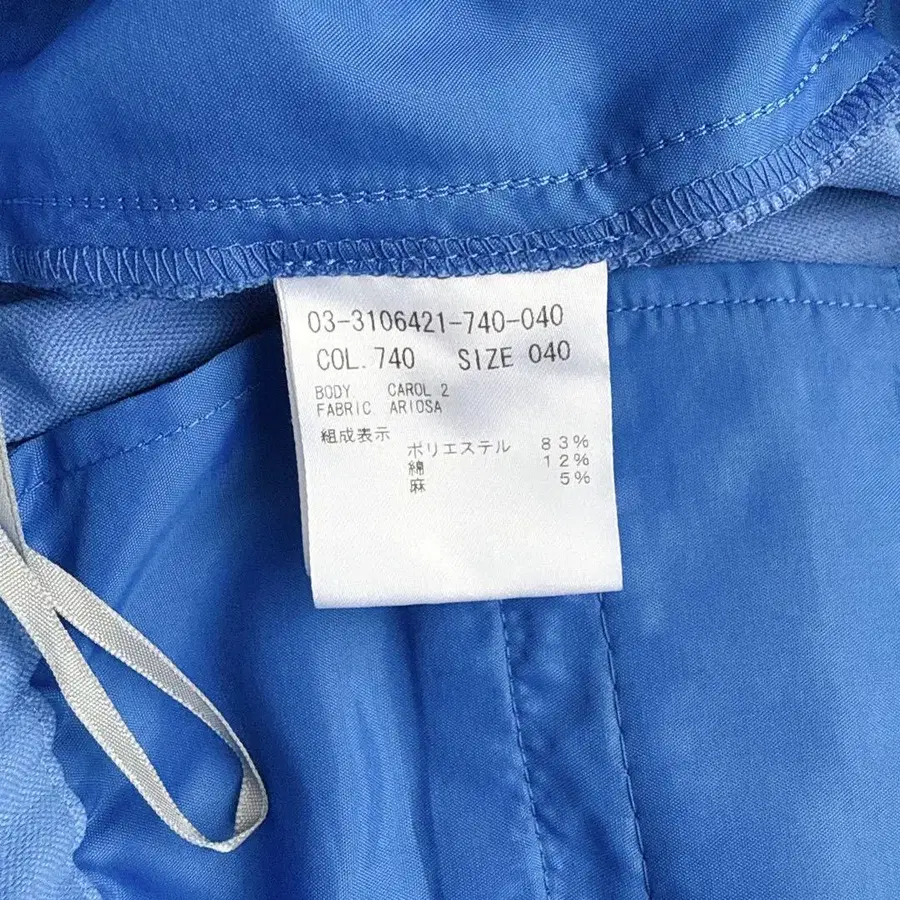 03-3106421-740-040
COL. 740 SIZE 040
BODY CAROL 2
FABRIC ARIOSA
組成表示
ポリエステル 83%
綿 12%
麻 5%